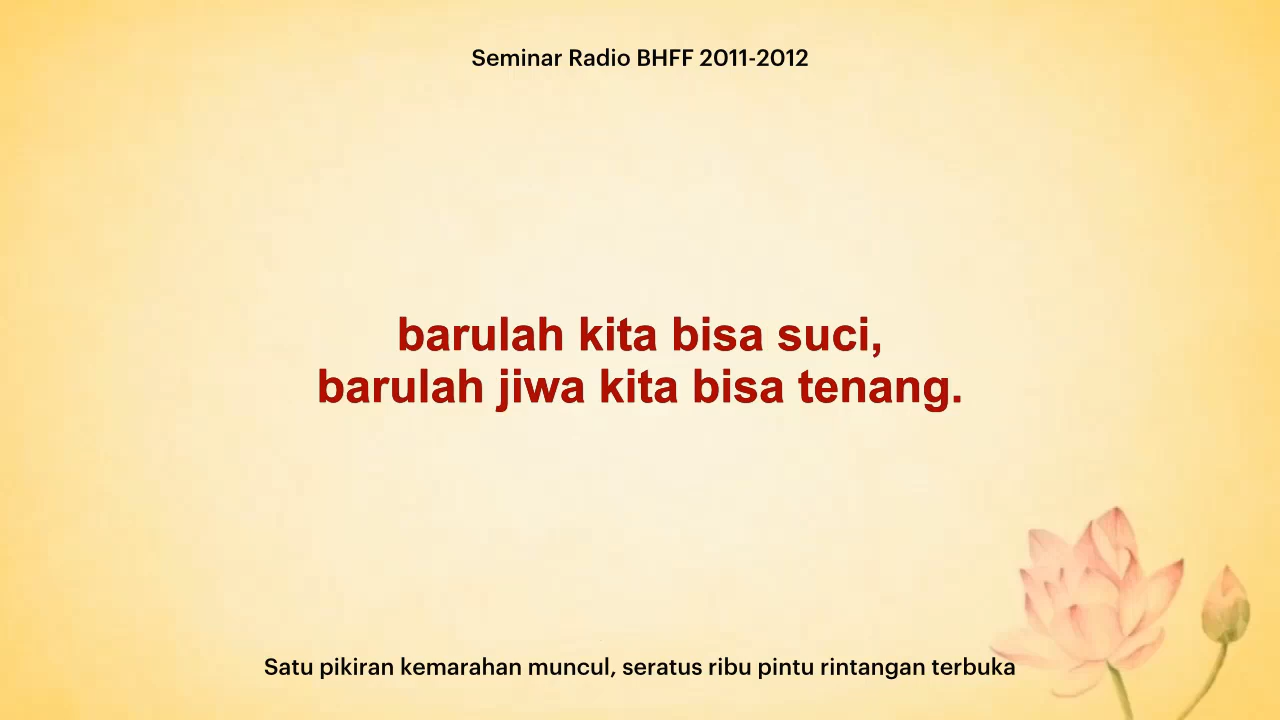 Seminar Radio BHFF 2011-2012
barulah kita bisa suci,
barulah jiwa kita bisa tenang.
Satu pikiran kemarahan muncul, seratus ribu pintu rintangan terbuka